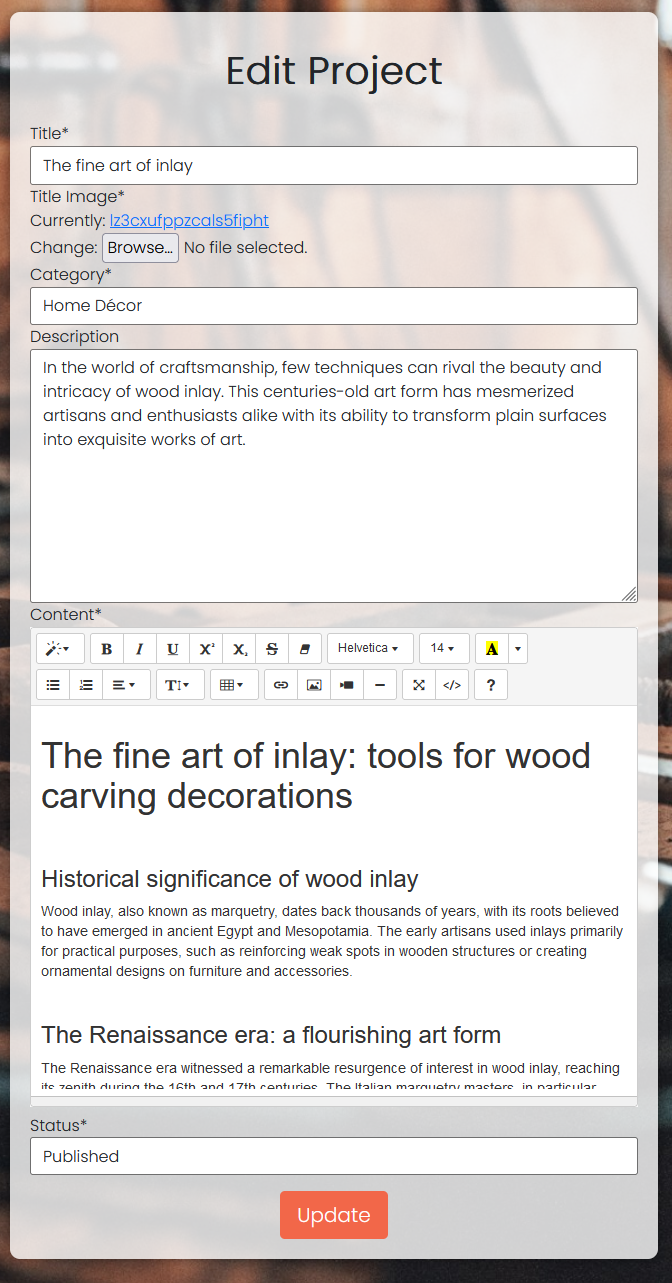 Edit Project
Title*
The fine art of inlay
Title Image*
Currently: lz3cxufppzcals5fipht
Change: Browse... No file selected.
Category*
Home Décor
Description
In the world of craftsmanship, few techniques can rival the beauty and
intricacy of wood inlay. This centuries-old art form has mesmerized
artisans and enthusiasts alike with its ability to transform plain surfaces
into exquisite works of art.
Content*
B I U X² X₂ S Helvetica 14 A
T </> ?
The fine art of inlay: tools for wood
carving decorations
Historical significance of wood inlay
Wood inlay, also known as marquetry, dates back thousands of years, with its roots believed
to have emerged in ancient Egypt and Mesopotamia. The early artisans used inlays primarily
for practical purposes, such as reinforcing weak spots in wooden structures or creating
ornamental designs on furniture and accessories.
The Renaissance era: a flourishing art form
The Renaissance era witnessed a remarkable resurgence of interest in wood inlay, reaching
its zenith during the 16th and 17th centuries. The Italian marquetry masters, in particular,
Status*
Published
Update